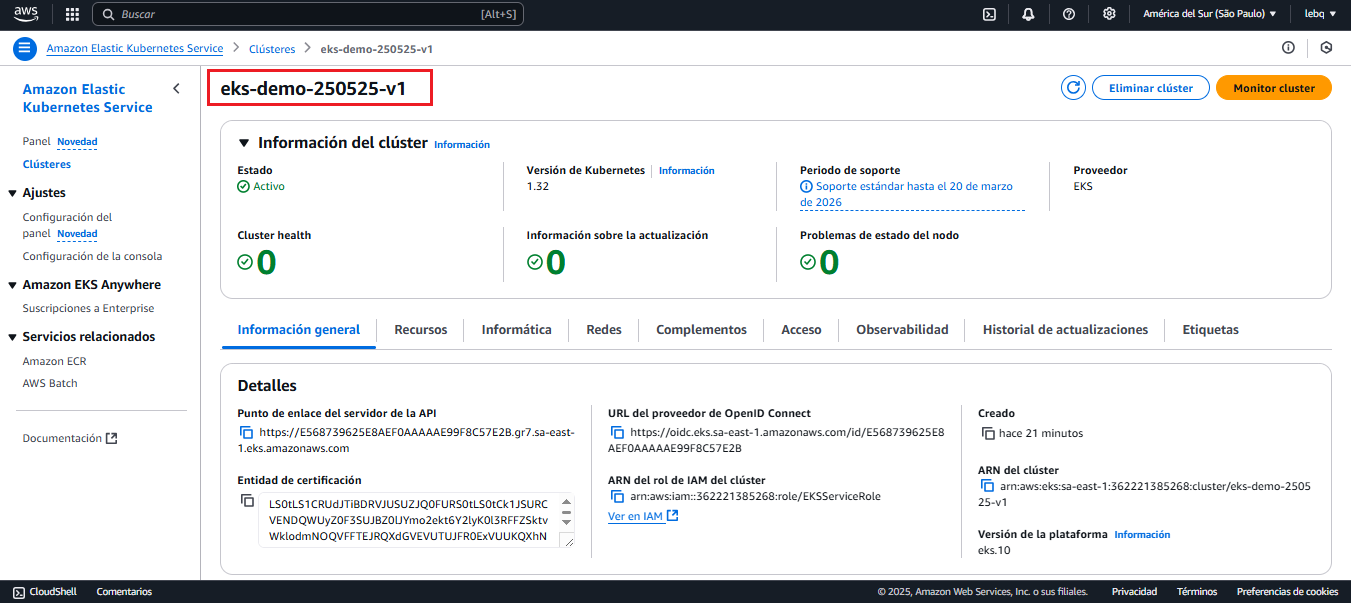 aws
Buscar [Alt+S]
América del Sur (São Paulo) ▼
lebq ▼
Amazon Elastic Kubernetes Service > Clústeres > eks-demo-250525-v1
Amazon Elastic
Kubernetes Service
Panel Novedad
Clústeres
Ajustes
Configuración del
panel Novedad
Configuración de la consola
Amazon EKS Anywhere
Suscripciones a Enterprise
Servicios relacionados
Amazon ECR
AWS Batch
Documentación
eks-demo-250525-v1
Eliminar clúster
Monitor cluster
Información del clúster Información
Estado
Activo
Versión de Kubernetes Información
1.32
Periodo de soporte
Soporte estándar hasta el 20 de marzo
de 2026
Proveedor
EKS
Cluster health
0
Información sobre la actualización
0
Problemas de estado del nodo
0
Información general Recursos Informática Redes Complementos Acceso Observabilidad Historial de actualizaciones Etiquetas
Detalles
Punto de enlace del servidor de la API
https://E568739625E8AEF0AAAAAE99F8C57E2B.gr7.sa-east-
1.eks.amazonaws.com
Entidad de certificación
LS0tLS1CRUdJTiBDRVJUSUZJQ0FURS0tLS0tCk1JSURC
VENDQWUyZ0F3SUJBZ0lJYmo2ekt6Y2lyK0l3RFFZSktv
WklodmNOQVFFTEJRQXdGVEVUTUJFR0ExVUUKQXhN
URL del proveedor de OpenID Connect
https://oidc.eks.sa-east-1.amazonaws.com/id/E568739625E8
AEF0AAAAAE99F8C57E2B
ARN del rol de IAM del clúster
arn:aws:iam::362221385268:role/EKSServiceRole
Ver en IAM
Creado
hace 21 minutos
ARN del clúster
arn:aws:eks:sa-east-1:362221385268:cluster/eks-demo-2505
25-v1
Versión de la plataforma Información
eks.10
CloudShell Comentarios © 2025, Amazon Web Services, Inc. o sus filiales. Privacidad Términos Preferencias de cookies